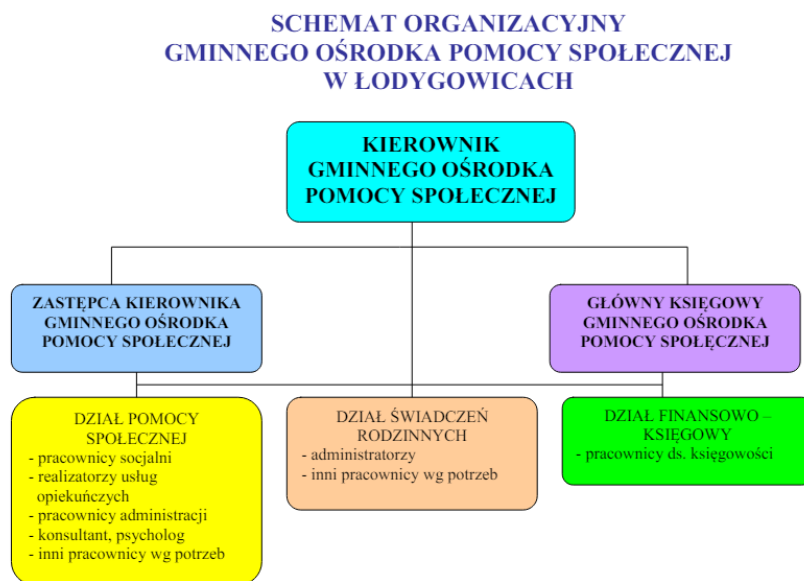 SCHEMAT ORGANIZACYJNY
GMINNEGO OŚRODKA POMOCY SPOŁECZNEJ
W ŁODYGOWICACH
KIEROWNIK
GMINNEGO OŚRODKA
POMOCY SPOŁECZNEJ
ZASTĘPCA KIEROWNIKA
GMINNEGO OŚRODKA
POMOCY SPOŁECZNEJ
GŁÓWNY KSIĘGOWY
GMINNEGO OŚRODKA
POMOCY SPOŁĘCZNEJ
DZIAŁ POMOCY
SPOŁECZNEJ
- pracownicy socjalni
- realizatorzy usług
opiekuńczych
- pracownicy administracji
- konsultant, psycholog
- inni pracownicy wg potrzeb
DZIAŁ ŚWIADCZEŃ
RODZINNYCH
- administratorzy
- inni pracownicy wg potrzeb
DZIAŁ FINANSOWO –
KSIĘGOWY
- pracownicy ds. księgowości